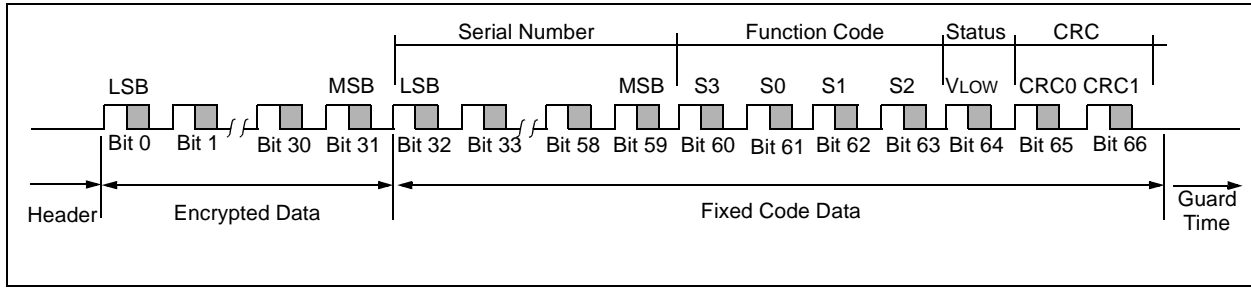 Serial Number Function Code Status CRC
LSB MSB LSB MSB S3 S0 S1 S2 VLOW CRC0 CRC1
Bit 0 Bit 1 Bit 30 Bit 31 Bit 32 Bit 33 Bit 58 Bit 59 Bit 60 Bit 61 Bit 62 Bit 63 Bit 64 Bit 65 Bit 66
Header Encrypted Data Fixed Code Data Guard
Time